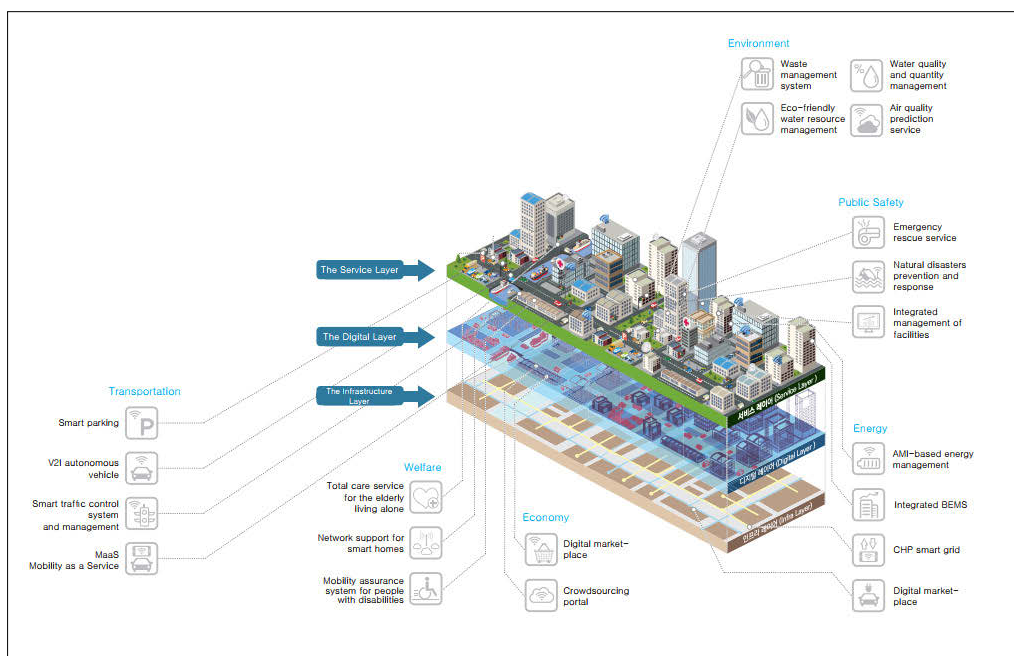 Environment
Waste
management
system
Water quality
and quantity
management
Eco-friendly
water resource
management
Air quality
prediction
service
Public Safety
Emergency
rescue service
Natural disasters
prevention and
response
Integrated
management of
facilities
The Service Layer
The Digital Layer
The Infrastructure
Layer
서비스 레이어 (Service Layer)
디지털 레이어 (Digital Layer)
인프라 레이어 (Infra Layer)
Transportation
Smart parking
V2I autonomous
vehicle
Smart traffic control
system
and management
MaaS
Mobility as a Service
Welfare
Total care service
for the elderly
living alone
Network support for
smart homes
Mobility assurance
system for people
with disabilities
Economy
Digital market-
place
Crowdsourcing
portal
Energy
AMI-based energy
management
Integrated BEMS
CHP smart grid
Digital market-
place